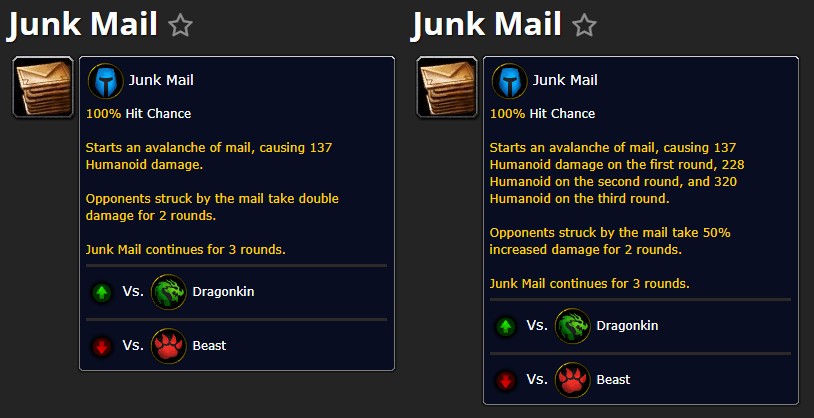 Junk Mail
Junk Mail
100% Hit Chance
Starts an avalanche of mail, causing 137
Humanoid damage.
Opponents struck by the mail take double
damage for 2 rounds.
Junk Mail continues for 3 rounds.
Vs. Dragonkin
Vs. Beast
Junk Mail
Junk Mail
100% Hit Chance
Starts an avalanche of mail, causing 137
Humanoid damage on the first round, 228
Humanoid on the second round, and 320
Humanoid on the third round.
Opponents struck by the mail take 50%
increased damage for 2 rounds.
Junk Mail continues for 3 rounds.
Vs. Dragonkin
Vs. Beast